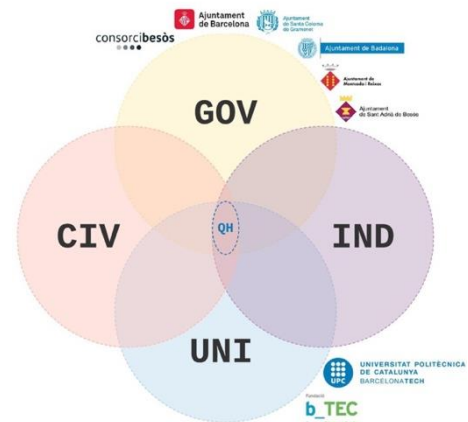 Ajuntament
de Barcelona
Ajuntament
de Santa Coloma
de Gramenet
consorcibesòs
Ajuntament de Badalona
GOV
Ajuntament de
Montcada i Reixac
Ajuntament
de Sant Adrià de Besòs
CIV
QH
IND
UNI
UPC
UNIVERSITAT POLITÈCNICA
DE CATALUNYA
BARCELONATECH
Fundació
b_TEC